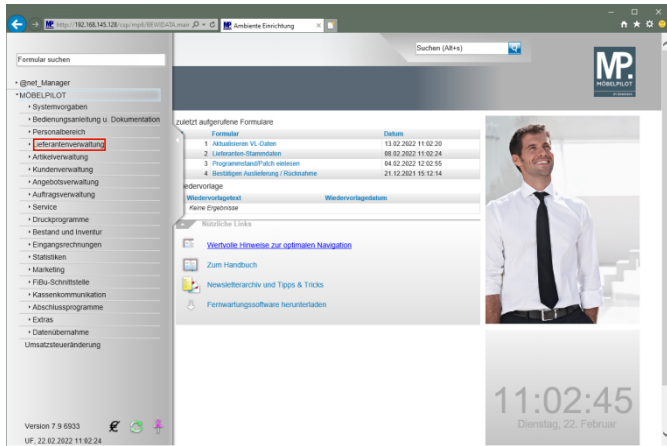 http://192.168.145.128/ccp/mp6/BEWIDATA.man
Ambiente Einrichtung
Suchen (Alt+s)
Formular suchen
MP.
MÖBELPILOT
@net_Manager
MÖBELPILOT
Systemvorgaben
Bedienungsanleitung u. Dokumentation
Personalbereich
Lieferantenverwaltung
Artikelverwaltung
Kundenverwaltung
Angebotsverwaltung
Auftragsverwaltung
Service
Druckprogramme
Bestand und Inventur
Eingangsrechnungen
Statistiken
Marketing
FiBu-Schnittstelle
Kassenkommunikation
Abschlussprogramme
Extras
Datenübernahme
Umsatzsteueränderung
Version 7.9 6933
UF, 22.02.2022 11:02:24
zuletzt aufgerufene Formulare
Formular Datum
1 Aktualisieren VL-Daten 13.02.2022 11:02:20
2 Lieferanten-Stammdaten 08.02.2022 11:02:24
3 Programmstand/Patch einlesen 04.02.2022 12:02:55
4 Bestätigen Auslieferung / Rücknahme 21.12.2021 15:12:14
iedervorlage
Wiedervorlagetext Wiedervorlagedatum
Keine Ergebnisse
Nützliche Links
Wertvolle Hinweise zur optimalen Navigation
Zum Handbuch
Newsletterarchiv und Tipps & Tricks
Fernwartungssoftware herunterladen
11:02:45
Dienstag, 22. Februar